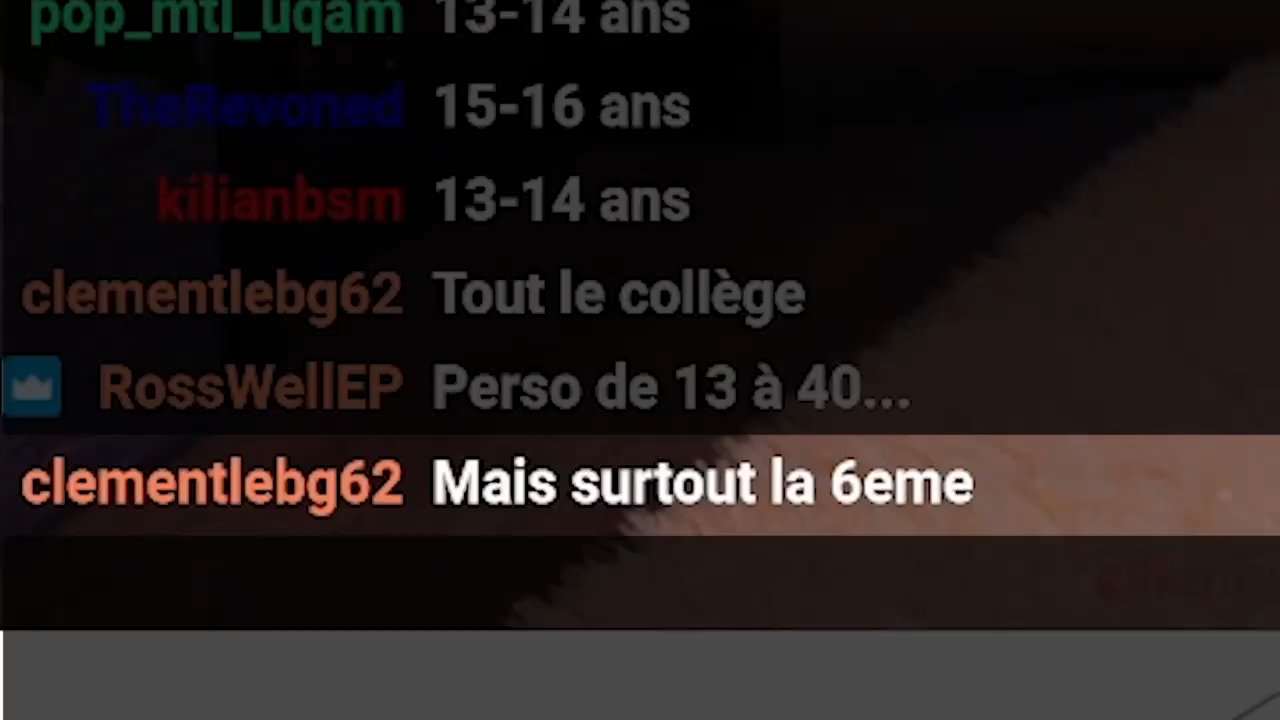 pop_mtl_uqam 13-14 ans
TheRevoned 15-16 ans
kilianbsm 13-14 ans
clementlebg62 Tout le collège
RossWellEP Perso de 13 à 40...
clementlebg62 Mais surtout la 6eme